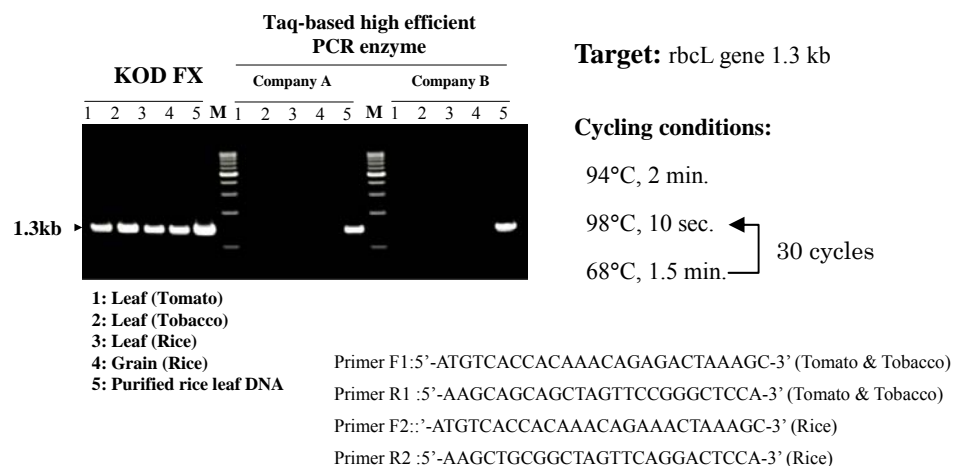 Taq-based high efficient
PCR enzyme
KOD FX
Company A
Company B
1 2 3 4 5 M 1 2 3 4 5 M 1 2 3 4 5
1.3kb
1: Leaf (Tomato)
2: Leaf (Tobacco)
3: Leaf (Rice)
4: Grain (Rice)
5: Purified rice leaf DNA
Target: rbcL gene 1.3 kb
Cycling conditions:
94°C, 2 min.
98°C, 10 sec.
68°C, 1.5 min.
30 cycles
Primer F1:5’-ATGTCACCACAAACAGAGACTAAAGC-3’ (Tomato & Tobacco)
Primer R1 :5’-AAGCAGCAGCTAGTTCCGGGCTCCA-3’ (Tomato & Tobacco)
Primer F2::’-ATGTCACCACAAACAGAAACTAAAGC-3’ (Rice)
Primer R2 :5’-AAGCTGCGGCTAGTTCAGGACTCCA-3’ (Rice)